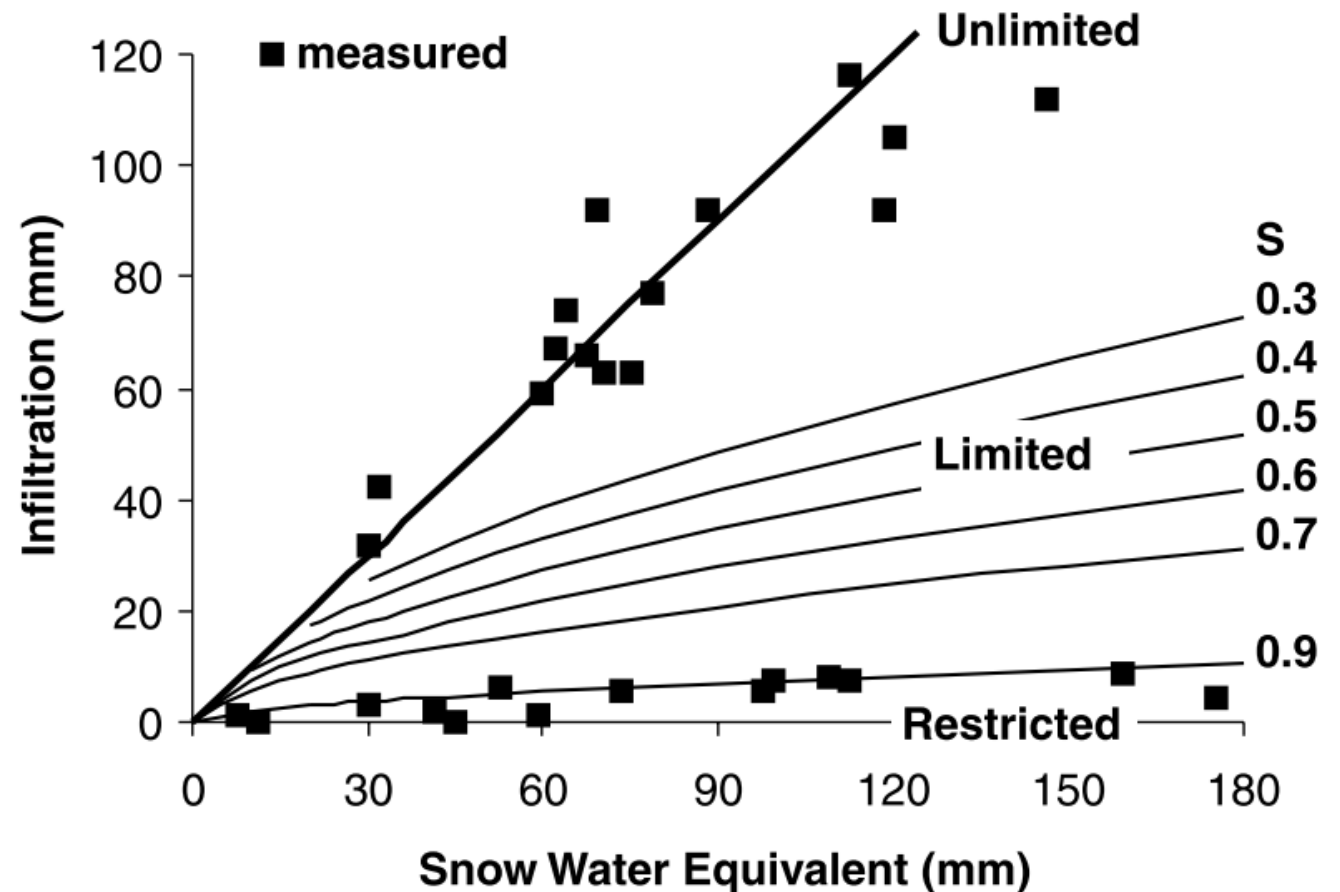 Unlimited
measured
120
100
80
60
40
20
0
Infiltration (mm)
S
0.3
0.4
0.5
0.6
0.7
0.9
Limited
Restricted
0 30 60 90 120 150 180
Snow Water Equivalent (mm)